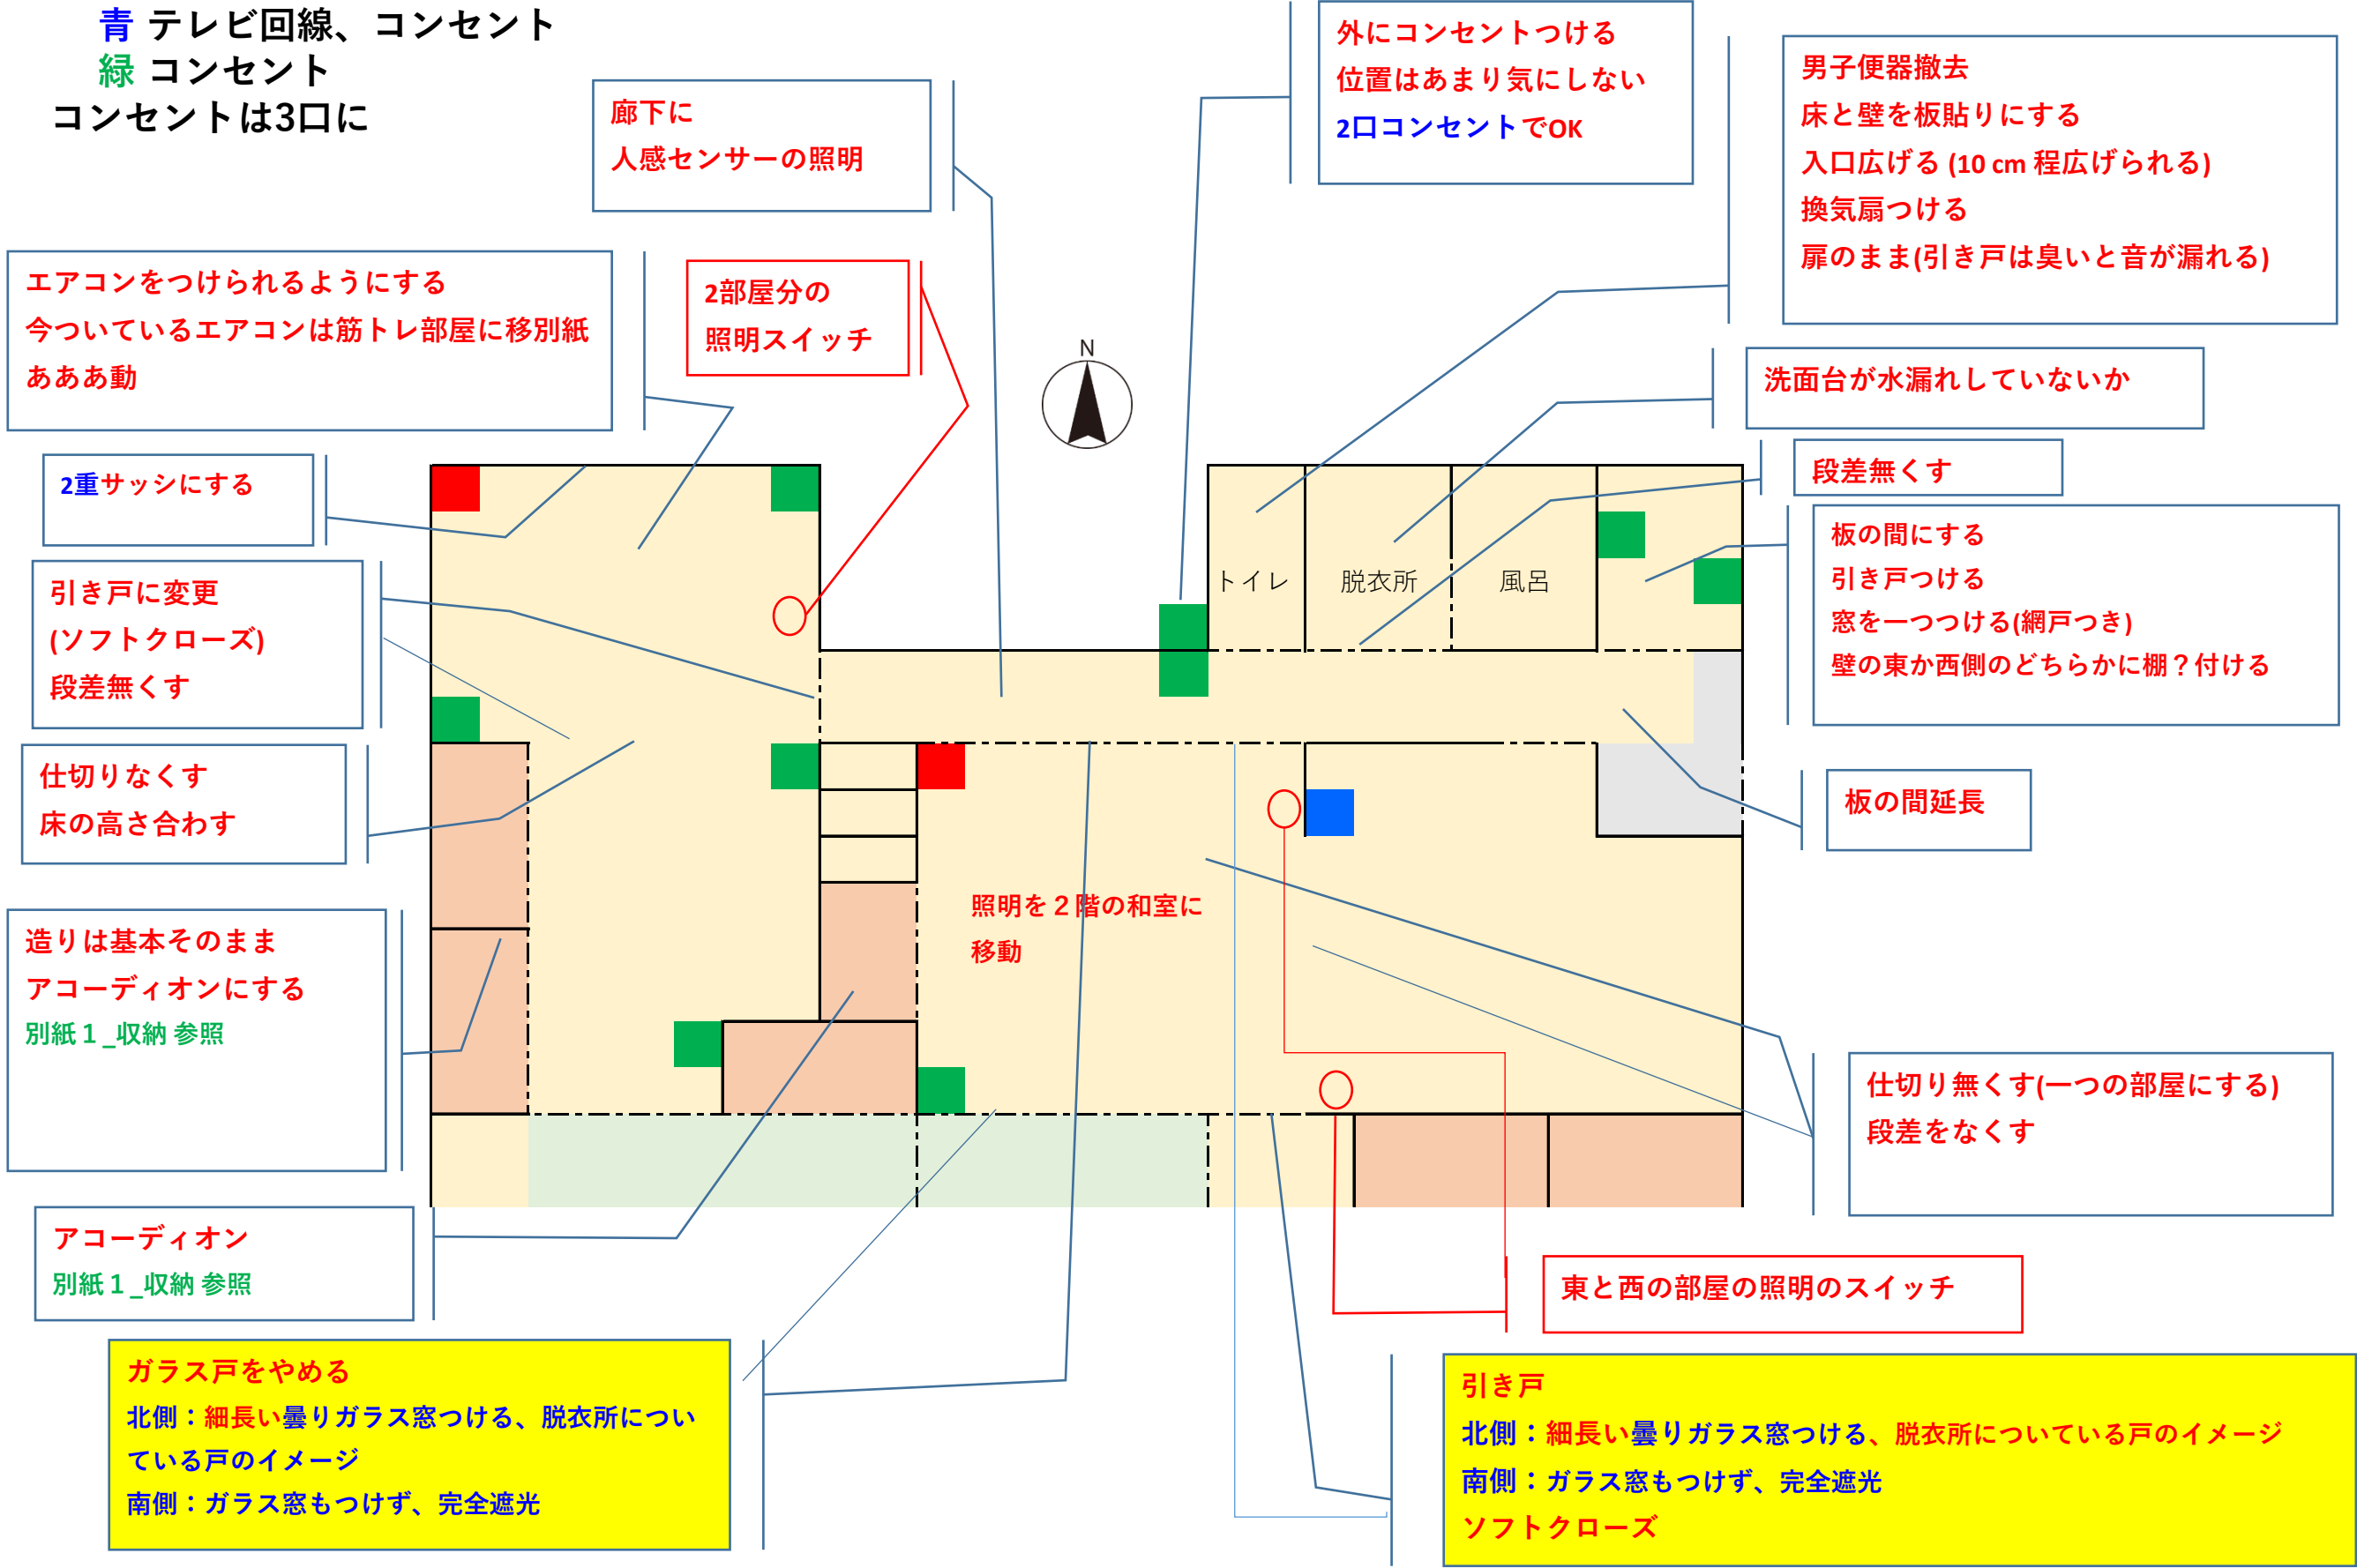 青 テレビ回線、コンセント
緑 コンセント
コンセントは3口に
廊下に
人感センサーの照明
外にコンセントつける
位置はあまり気にしない
2口コンセントでOK
男子便器撤去
床と壁を板貼りにする
入口広げる (10 cm 程広げられる)
換気扇つける
扉のまま(引き戸は臭いと音が漏れる)
エアコンをつけられるようにする
今ついているエアコンは筋トレ部屋に移別紙
あああ動
2部屋分の
照明スイッチ
N
洗面台が水漏れしていないか
2重サッシにする
段差無くす
板の間にする
引き戸つける
窓を一つつける(網戸つき)
壁の東か西側のどちらかに棚？付ける
引き戸に変更
(ソフトクローズ)
段差無くす
トイレ
脱衣所
風呂
仕切りなくす
床の高さ合わす
板の間延長
照明を２階の和室に
移動
造りは基本そのまま
アコーディオンにする
別紙１_収納 参照
仕切り無くす(一つの部屋にする)
段差をなくす
アコーディオン
別紙１_収納 参照
東と西の部屋の照明のスイッチ
ガラス戸をやめる
北側：細長い曇りガラス窓つける、脱衣所につい
ている戸のイメージ
南側：ガラス窓もつけず、完全遮光
引き戸
北側：細長い曇りガラス窓つける、脱衣所についている戸のイメージ
南側：ガラス窓もつけず、完全遮光
ソフトクローズ